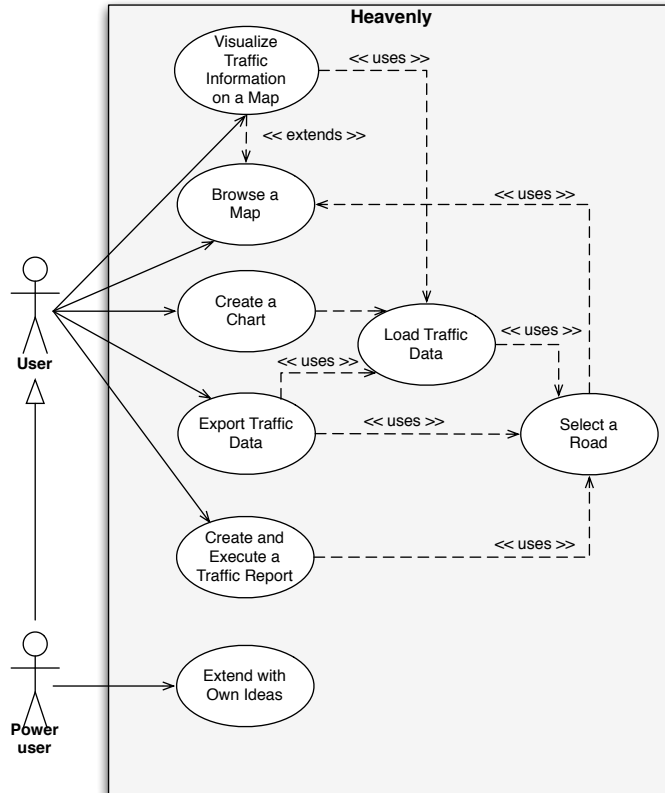 Heavenly
Visualize
Traffic
Information
on a Map
<< uses >>
<< extends >>
Browse a
Map
<< uses >>
User
Create a
Chart
Load Traffic
Data
<< uses >>
<< uses >>
Export Traffic
Data
<< uses >>
Select a
Road
Create and
Execute a
Traffic Report
<< uses >>
Power
user
Extend with
Own Ideas